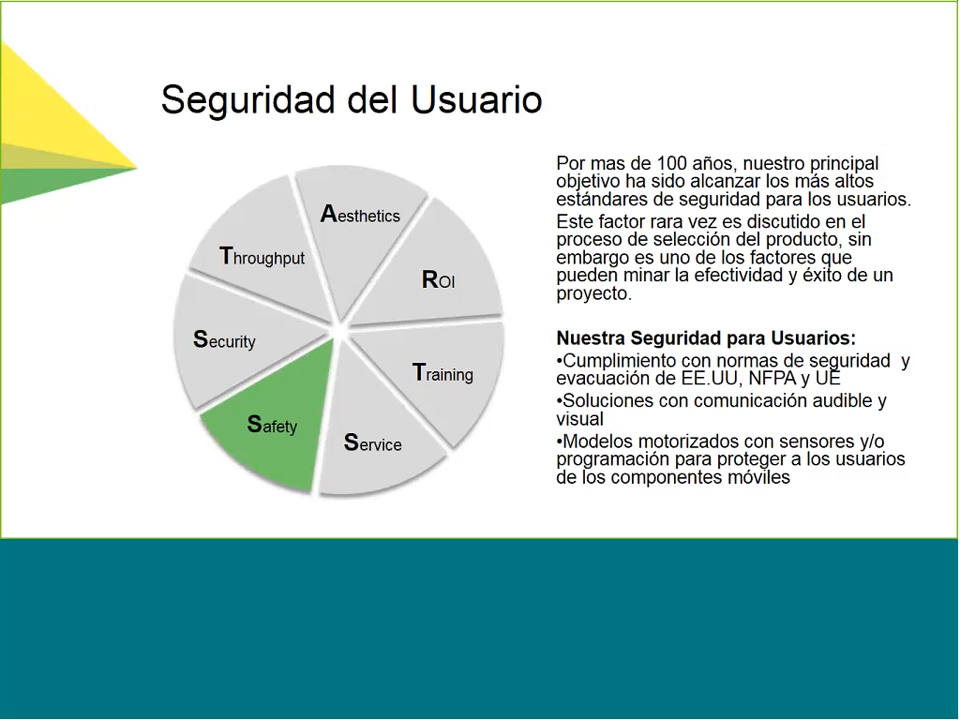 Seguridad del Usuario
Aesthetics
ROI
Training
Service
Safety
Security
Throughput
Por mas de 100 años, nuestro principal
objetivo ha sido alcanzar los más altos
estándares de seguridad para los usuarios.
Este factor rara vez es discutido en el
proceso de selección del producto, sin
embargo es uno de los factores que
pueden minar la efectividad y éxito de un
proyecto.
Nuestra Seguridad para Usuarios:
•Cumplimiento con normas de seguridad y
evacuación de EE.UU, NFPA y UE
•Soluciones con comunicación audible y
visual
•Modelos motorizados con sensores y/o
programación para proteger a los usuarios
de los componentes móviles